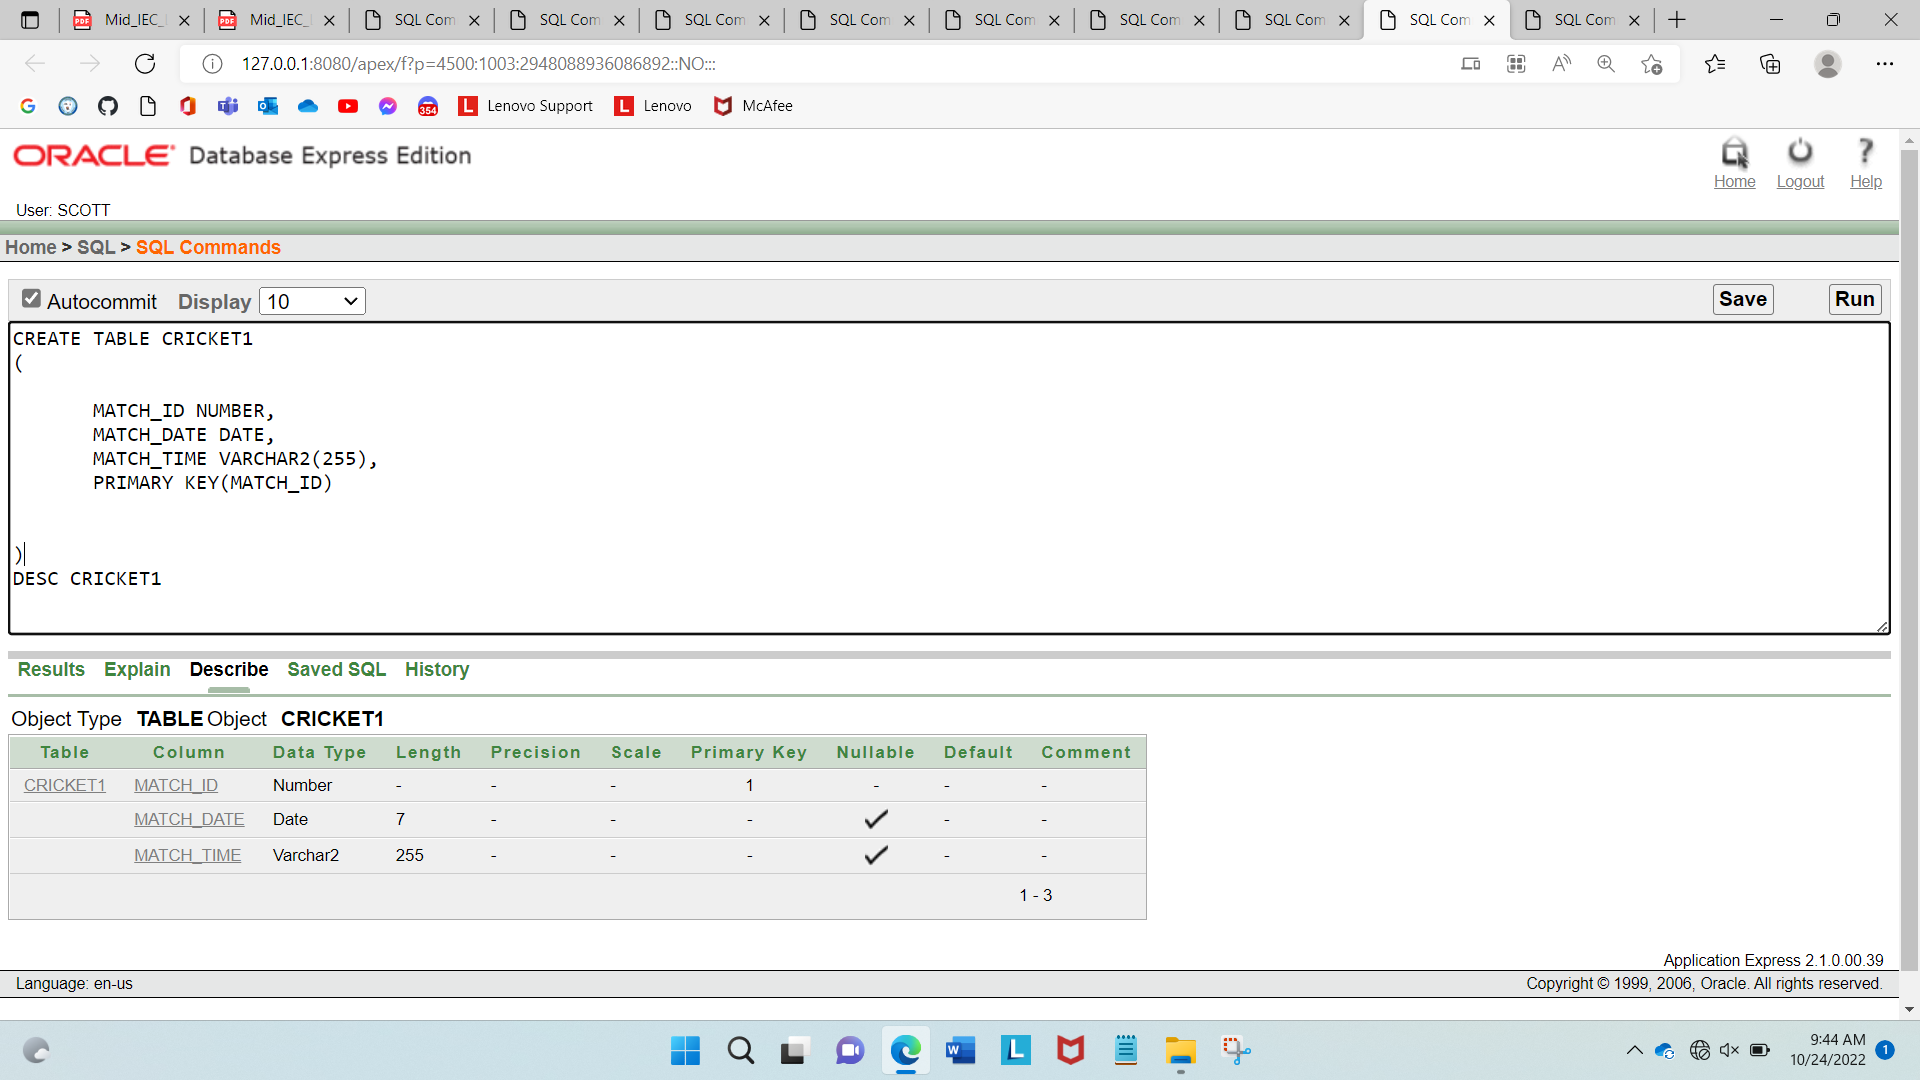 Mid_IEC_
Mid_IEC_
SQL Com
SQL Com
SQL Com
SQL Com
SQL Com
SQL Com
SQL Com
SQL Com
SQL Com
127.0.0.1:8080/apex/f?p=4500:1003:2948088936086892::NO:::
354
L Lenovo Support
L Lenovo
McAfee
ORACLE Database Express Edition
Home
Logout
? Help
User: SCOTT
Home > SQL > SQL Commands
Autocommit Display 10 Save Run
CREATE TABLE CRICKET1
(
MATCH_ID NUMBER,
MATCH_DATE DATE,
MATCH_TIME VARCHAR2(255),
PRIMARY KEY(MATCH_ID)
)
DESC CRICKET1
Results Explain Describe Saved SQL History
Object Type TABLE Object CRICKET1
Table Column Data Type Length Precision Scale Primary Key Nullable Default Comment
CRICKET1 MATCH_ID Number - - - 1 - - -
MATCH_DATE Date 7 - - - - -
MATCH_TIME Varchar2 255 - - - - -
1 - 3
Application Express 2.1.0.00.39
Language: en-us
Copyright © 1999, 2006, Oracle. All rights reserved.
9:44 AM
10/24/2022
1